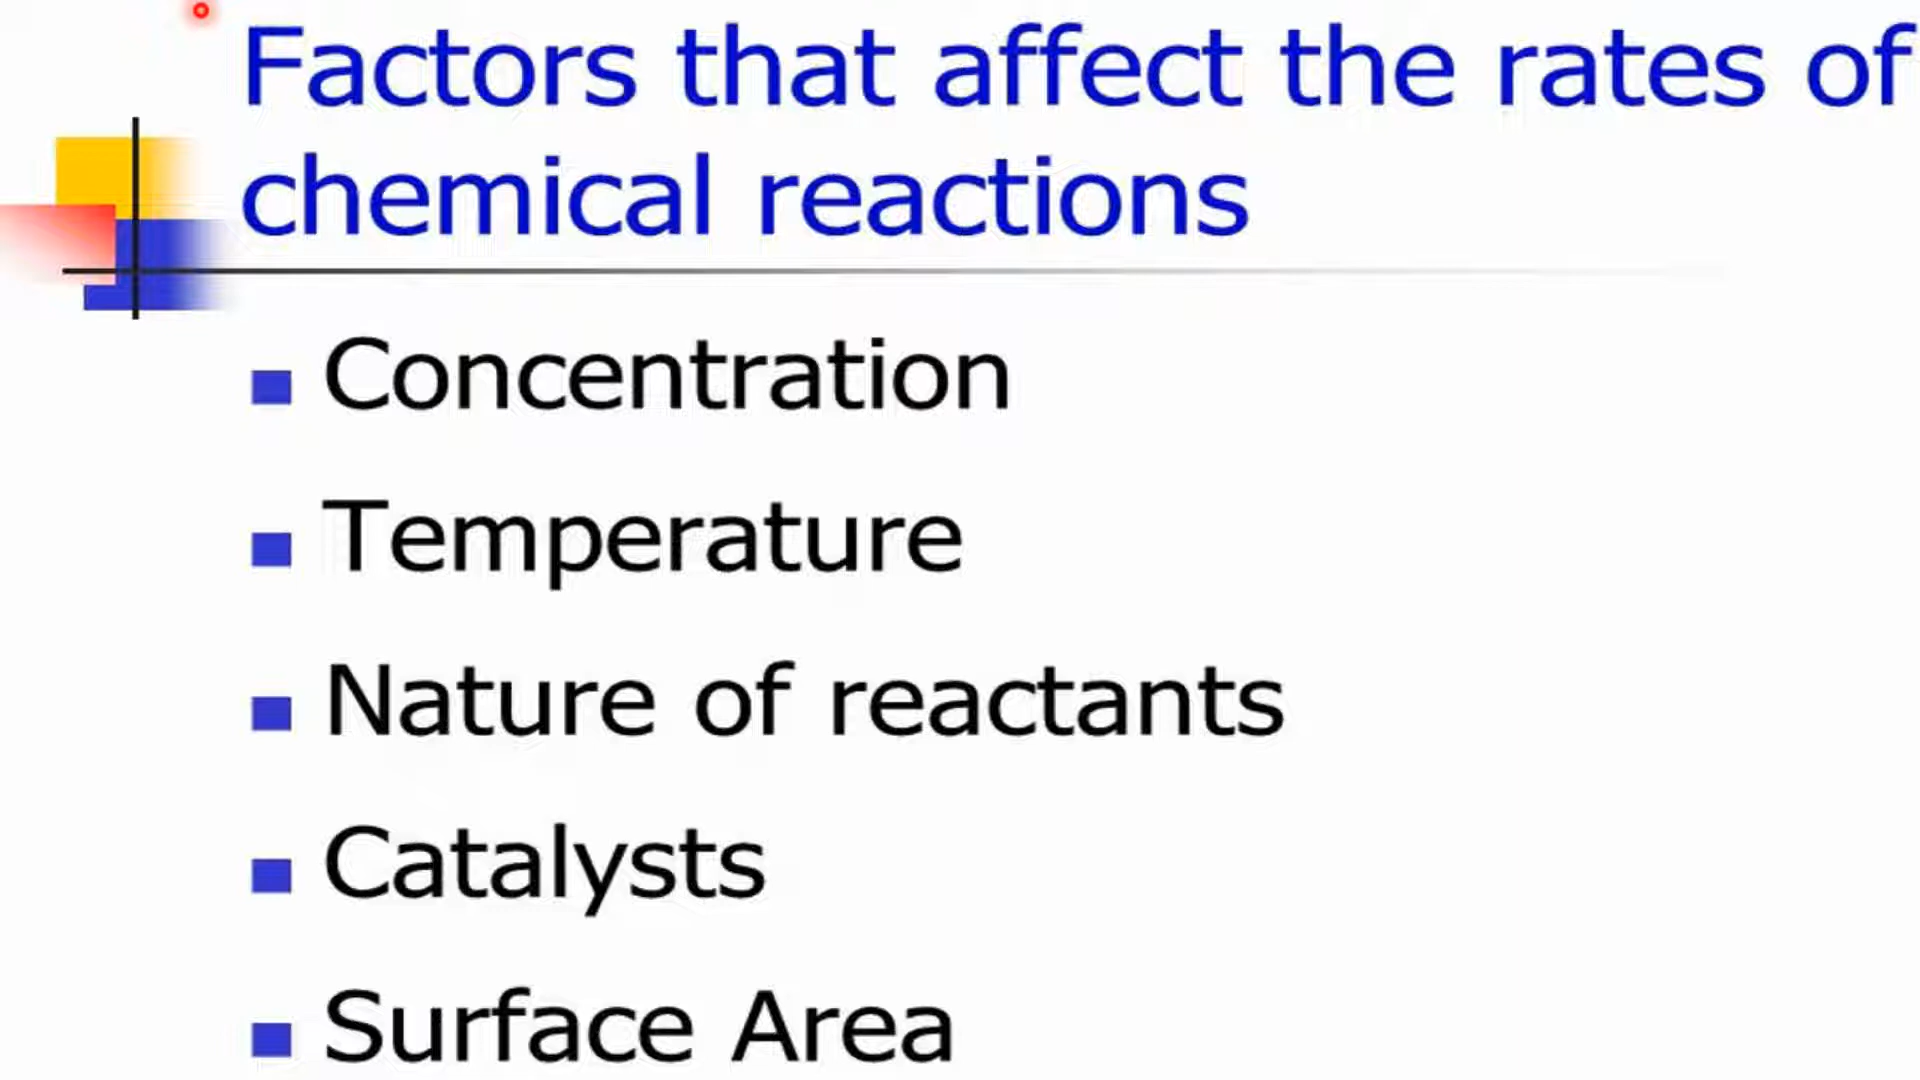 Factors that affect the rates of
chemical reactions
Concentration
Temperature
Nature of reactants
Catalysts
Surface Area